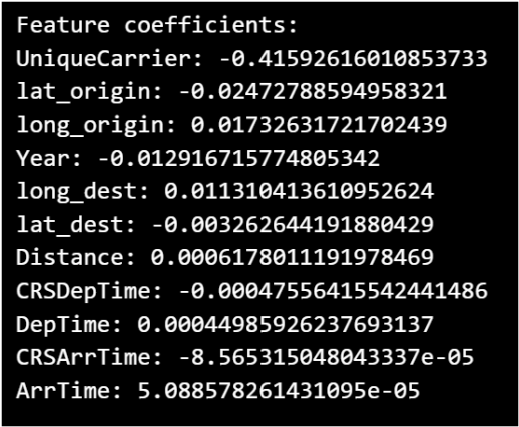 Feature coefficients:
UniqueCarrier: -0.41592616010853733
lat_origin: -0.02472788594958321
long_origin: 0.01732631721702439
Year: -0.012916715774805342
long_dest: 0.011310413610952624
lat_dest: -0.003262644191880429
Distance: 0.0006178011191978469
CRSDepTime: -0.00047556415542441486
DepTime: 0.00044985926237693137
CRSArrTime: -8.565315048043337e-05
ArrTime: 5.088578261431095e-05